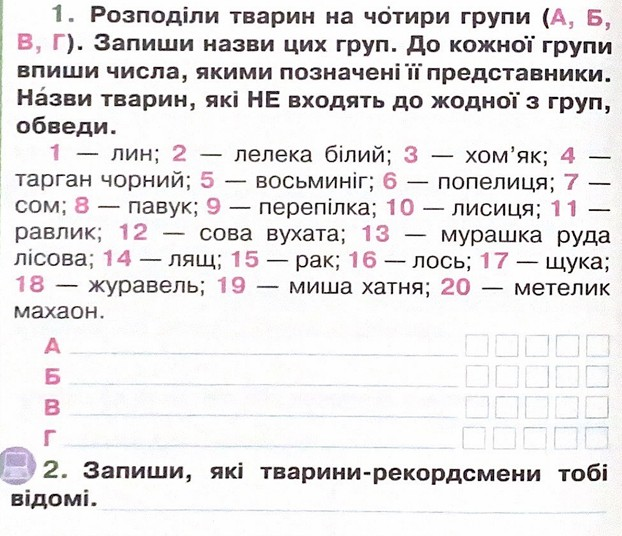 1. Розподіли тварин на чоти́ри групи (А, Б,
В, Г). Запиши назви цих груп. До кожної групи
впиши числа, якими позначені її представники.
На́зви тварин, які НЕ входять до жодної з груп,
обведи.
1 — лин; 2 — лелека білий; 3 — хом’як; 4 —
тарган чорний; 5 — восьминіг; 6 — попелиця; 7 —
сом; 8 — павук; 9 — перепілка; 10 — лисиця; 11 —
равлик; 12 — сова вухата; 13 — мурашка руда
лісова; 14 — лящ; 15 — рак; 16 — лось; 17 — щука;
18 — журавель; 19 — миша хатня; 20 — метелик
махаон.
А
Б
В
Г
2. Запиши, які тварини-рекордсмени тобі
відомі.